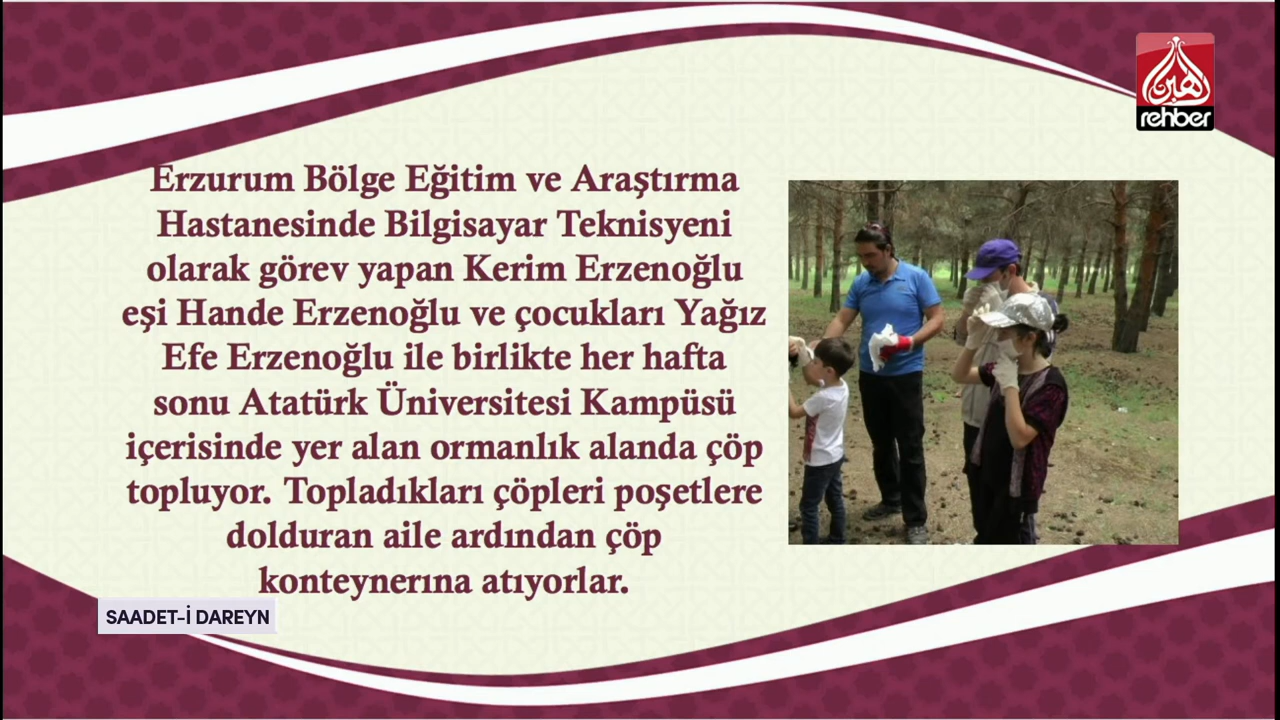 رهبر
rehber
Erzurum Bölge Eğitim ve Araştırma
Hastanesinde Bilgisayar Teknisyeni
olarak görev yapan Kerim Erzenoğlu
eşi Hande Erzenoğlu ve çocukları Yağız
Efe Erzenoğlu ile birlikte her hafta
sonu Atatürk Üniversitesi Kampüsü
içerisinde yer alan ormanlık alanda çöp
topluyor. Topladıkları çöpleri poşetlere
dolduran aile ardından çöp
konteynerına atıyorlar.
SAADET-İ DAREYN